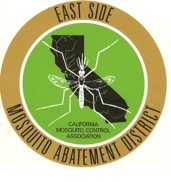 EAST SIDE
CALIFORNIA
MOSQUITO CONTROL
ASSOCIATION
MOSQUITO ABATEMENT DISTRICT